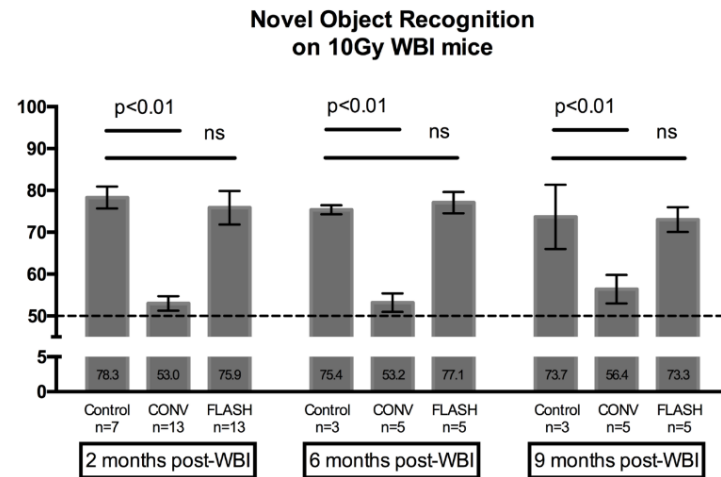 Novel Object Recognition
on 10Gy WBI mice
100
90
80
70
60
50
5
0
p<0.01
ns
p<0.01
ns
p<0.01
ns
78.3 53.0 75.9 75.4 53.2 77.1 73.7 56.4 73.3
Control CONV FLASH Control CONV FLASH Control CONV FLASH
n=7 n=13 n=13 n=3 n=5 n=5 n=3 n=5 n=5
2 months post-WBI 6 months post-WBI 9 months post-WBI